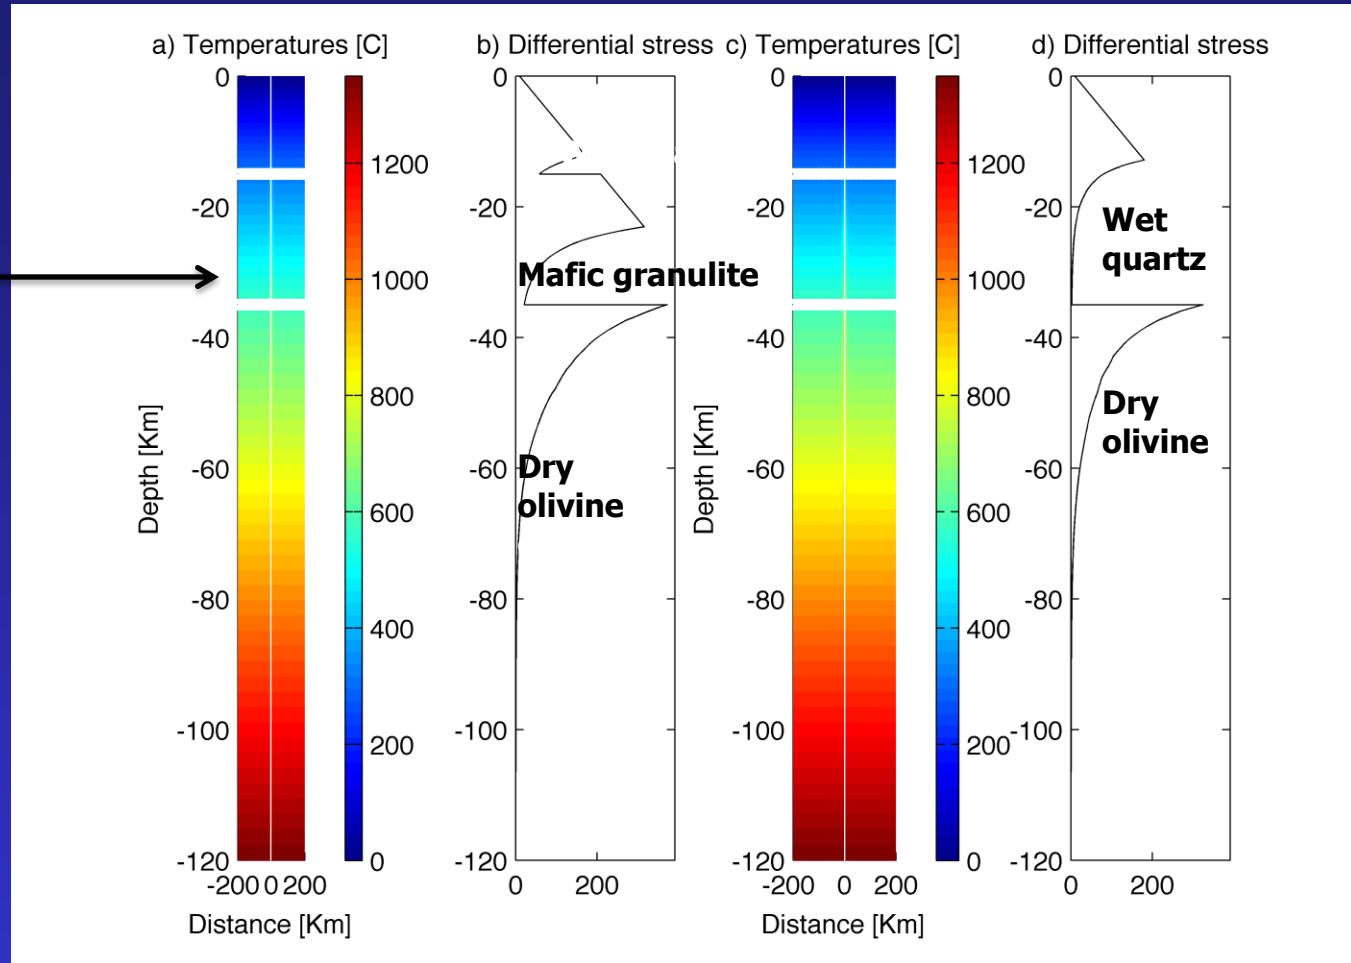 a) Temperatures [C]
b) Differential stress
c) Temperatures [C]
d) Differential stress
0
-20
-40
-60
-80
-100
-120
Depth [Km]
-200 0 200
Distance [Km]
1200
1000
800
600
400
200
0
0
-20
-40
-60
-80
-100
-120
0 200
Mafic granulite
Dry
olivine
0
-20
-40
-60
-80
-100
-120
Depth [Km]
-200 0 200
Distance [Km]
1200
1000
800
600
400
200
0
0
-20
-40
-60
-80
-100
-120
0 200
Wet
quartz
Dry
olivine